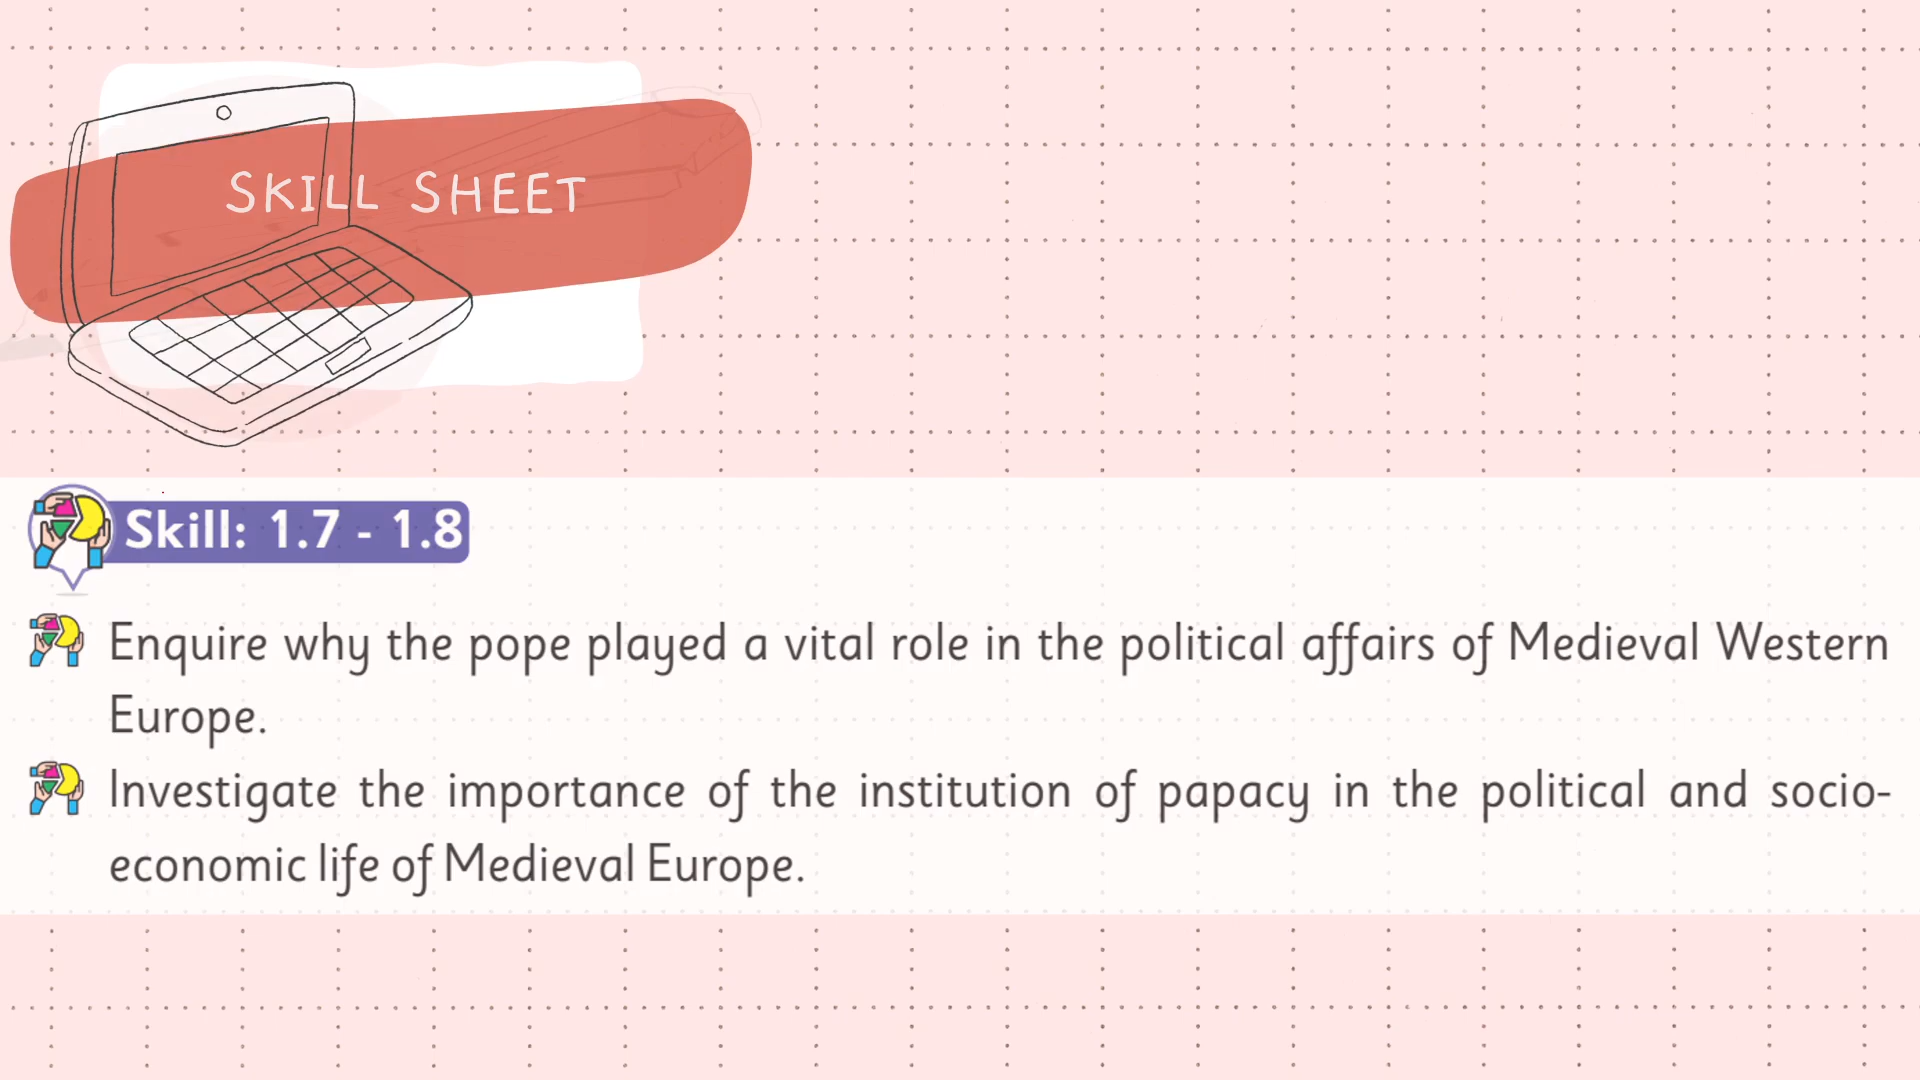 SKILL SHEET
Skill: 1.7 - 1.8
Enquire why the pope played a vital role in the political affairs of Medieval Western
Europe.
Investigate the importance of the institution of papacy in the political and socio-
economic life of Medieval Europe.